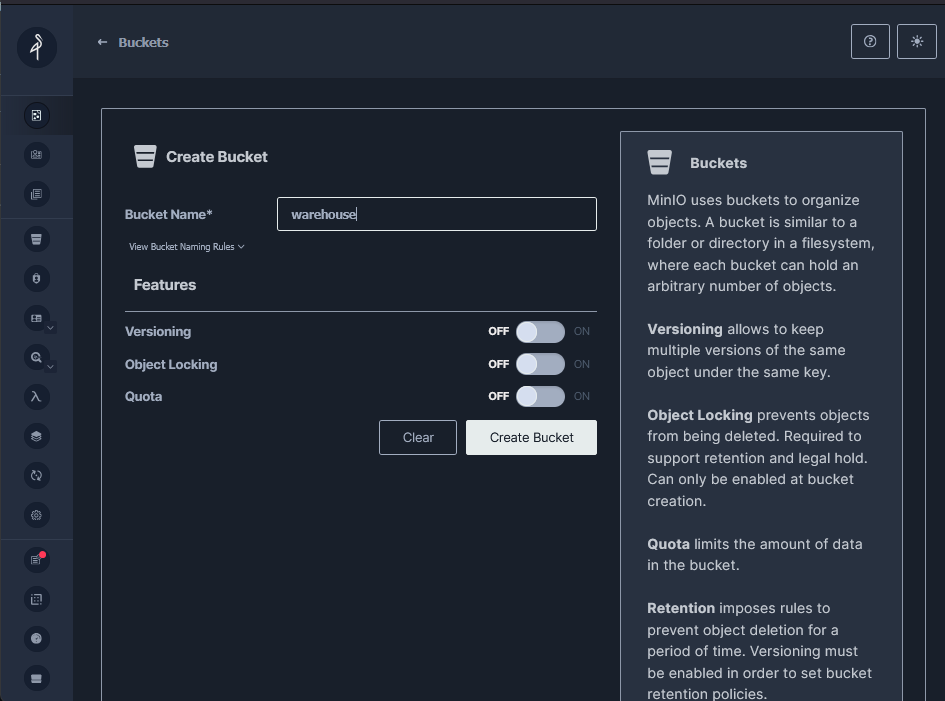 ← Buckets
Create Bucket
Bucket Name*
warehouse
View Bucket Naming Rules
Features
Versioning
OFF ON
Object Locking
OFF ON
Quota
OFF ON
Clear
Create Bucket
Buckets
MinIO uses buckets to organize
objects. A bucket is similar to a
folder or directory in a filesystem,
where each bucket can hold an
arbitrary number of objects.
Versioning allows to keep
multiple versions of the same
object under the same key.
Object Locking prevents objects
from being deleted. Required to
support retention and legal hold.
Can only be enabled at bucket
creation.
Quota limits the amount of data
in the bucket.
Retention imposes rules to
prevent object deletion for a
period of time. Versioning must
be enabled in order to set bucket
retention policies.